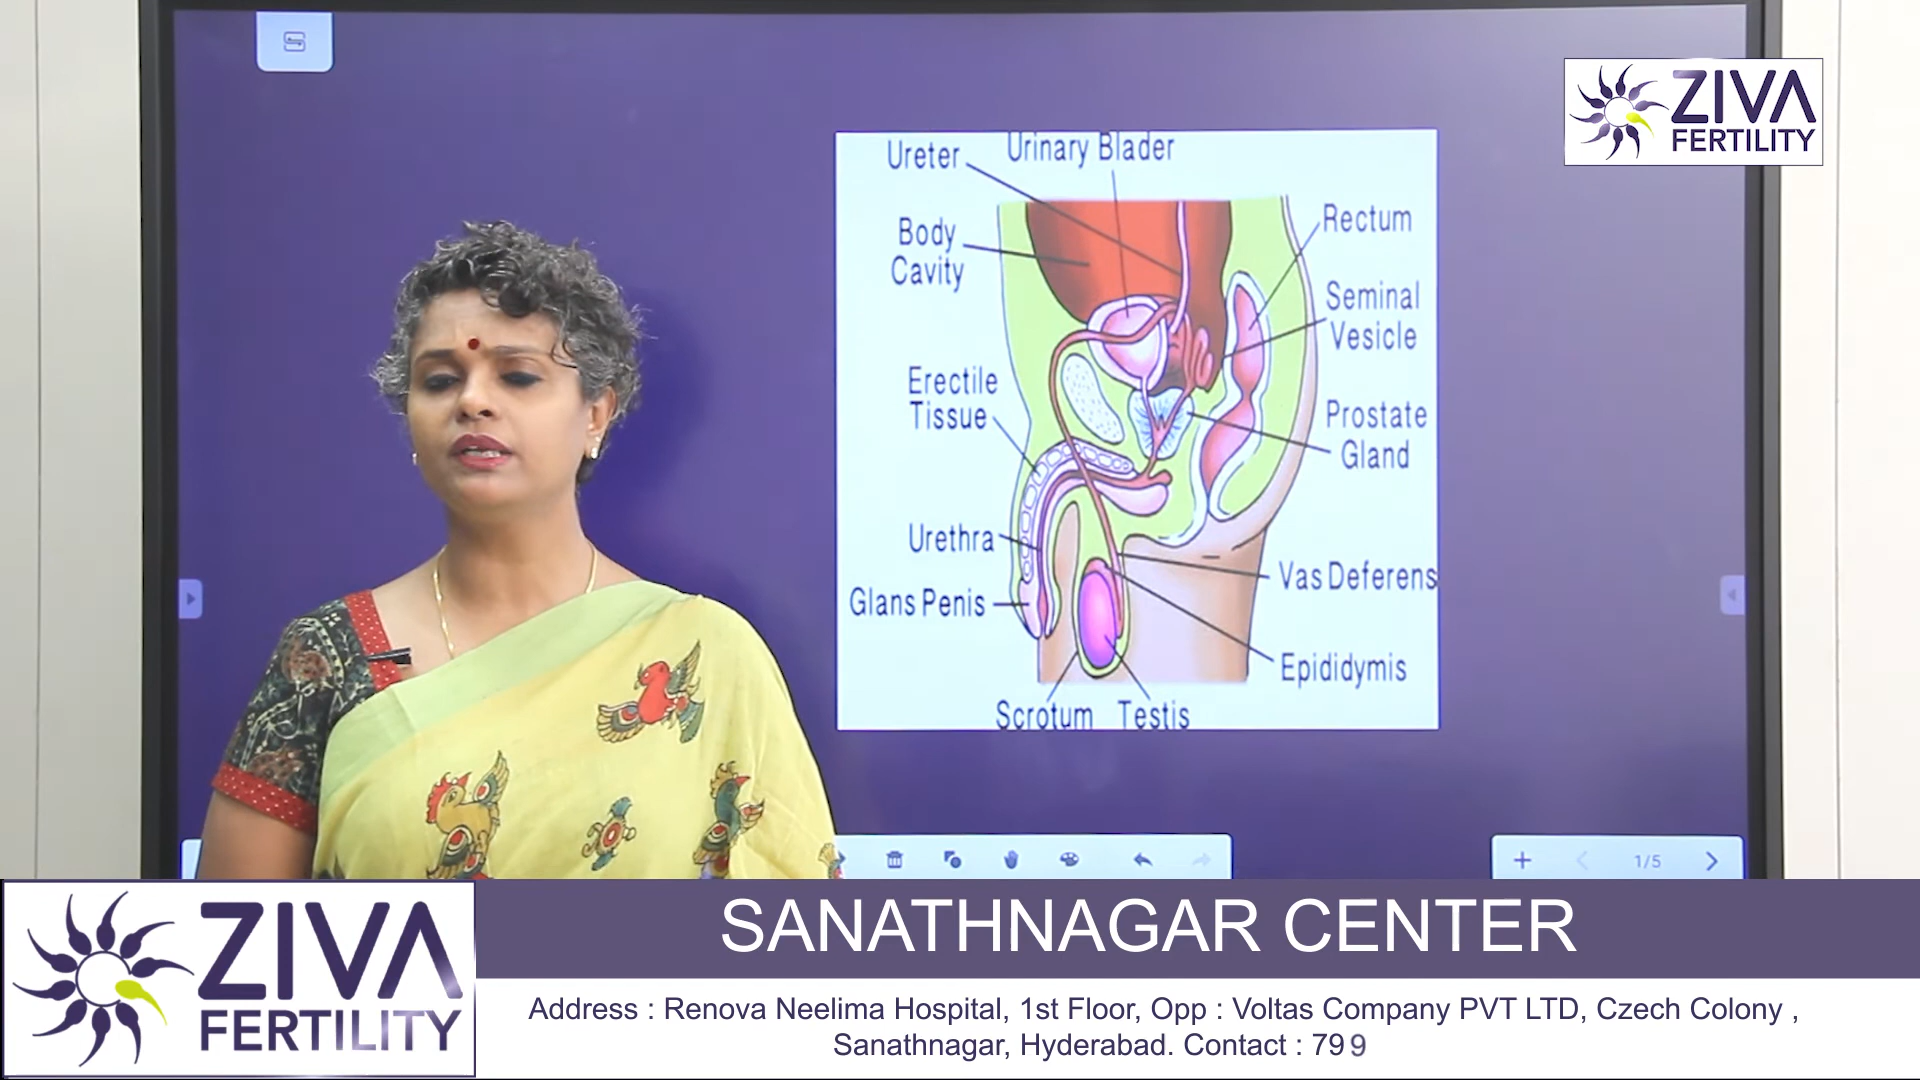 ZIVA
FERTILITY
Ureter
Urinary Blader
Body
Cavity
Rectum
Seminal
Vesicle
Erectile
Tissue
Prostate
Gland
Urethra
Vas Deferens
Glans Penis
Epididymis
Scrotum
Testis
1/5
ZIVA
FERTILITY
SANATHNAGAR CENTER
Address : Renova Neelima Hospital, 1st Floor, Opp : Voltas Company PVT LTD, Czech Colony ,
Sanathnagar, Hyderabad. Contact : 799